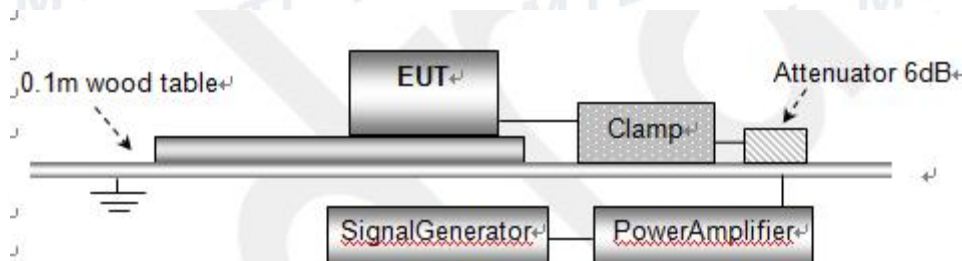 EUT
0.1m wood table
Attenuator 6dB
Clamp
SignalGenerator
PowerAmplifier